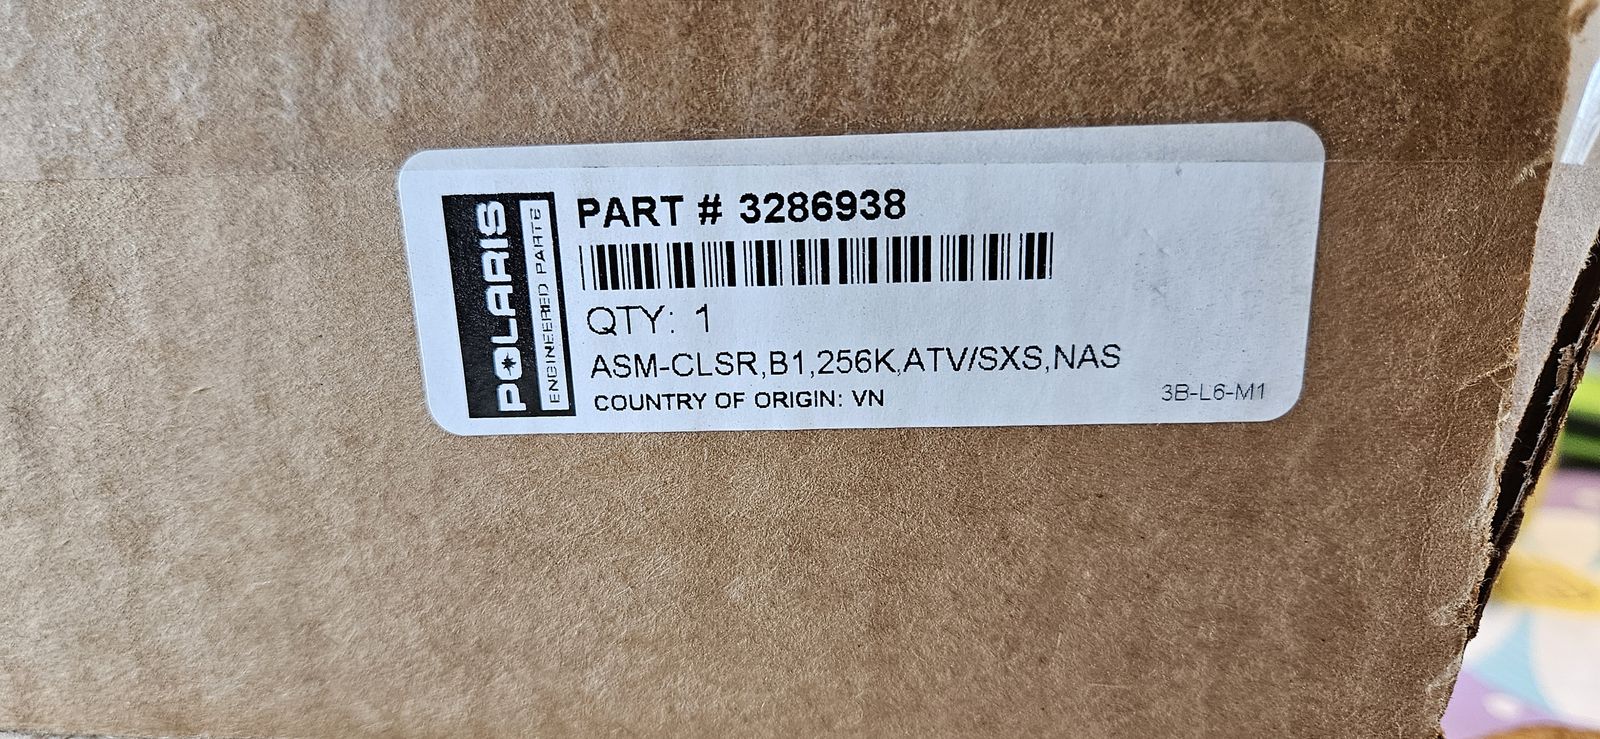 POLARIS
ENGINEERED PARTS
PART # 3286938
QTY: 1
ASM-CLSR,B1,256K,ATV/SXS,NAS
COUNTRY OF ORIGIN: VN
3B-L6-M1